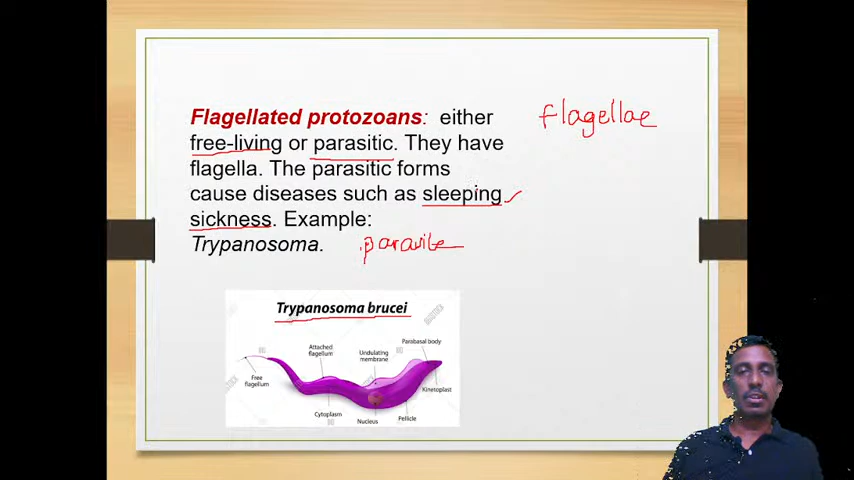 Flagellated protozoans: either
free-living or parasitic. They have
flagella. The parasitic forms
cause diseases such as sleeping
sickness. Example:
Trypanosoma.
flagellae
parasite
Trypanosoma brucei
Parabasal body
Attached
flagellum
Undulating
membrane
Free
flagellum
Kinetoplast
Cytoplasm
Nucleus
Pellicle